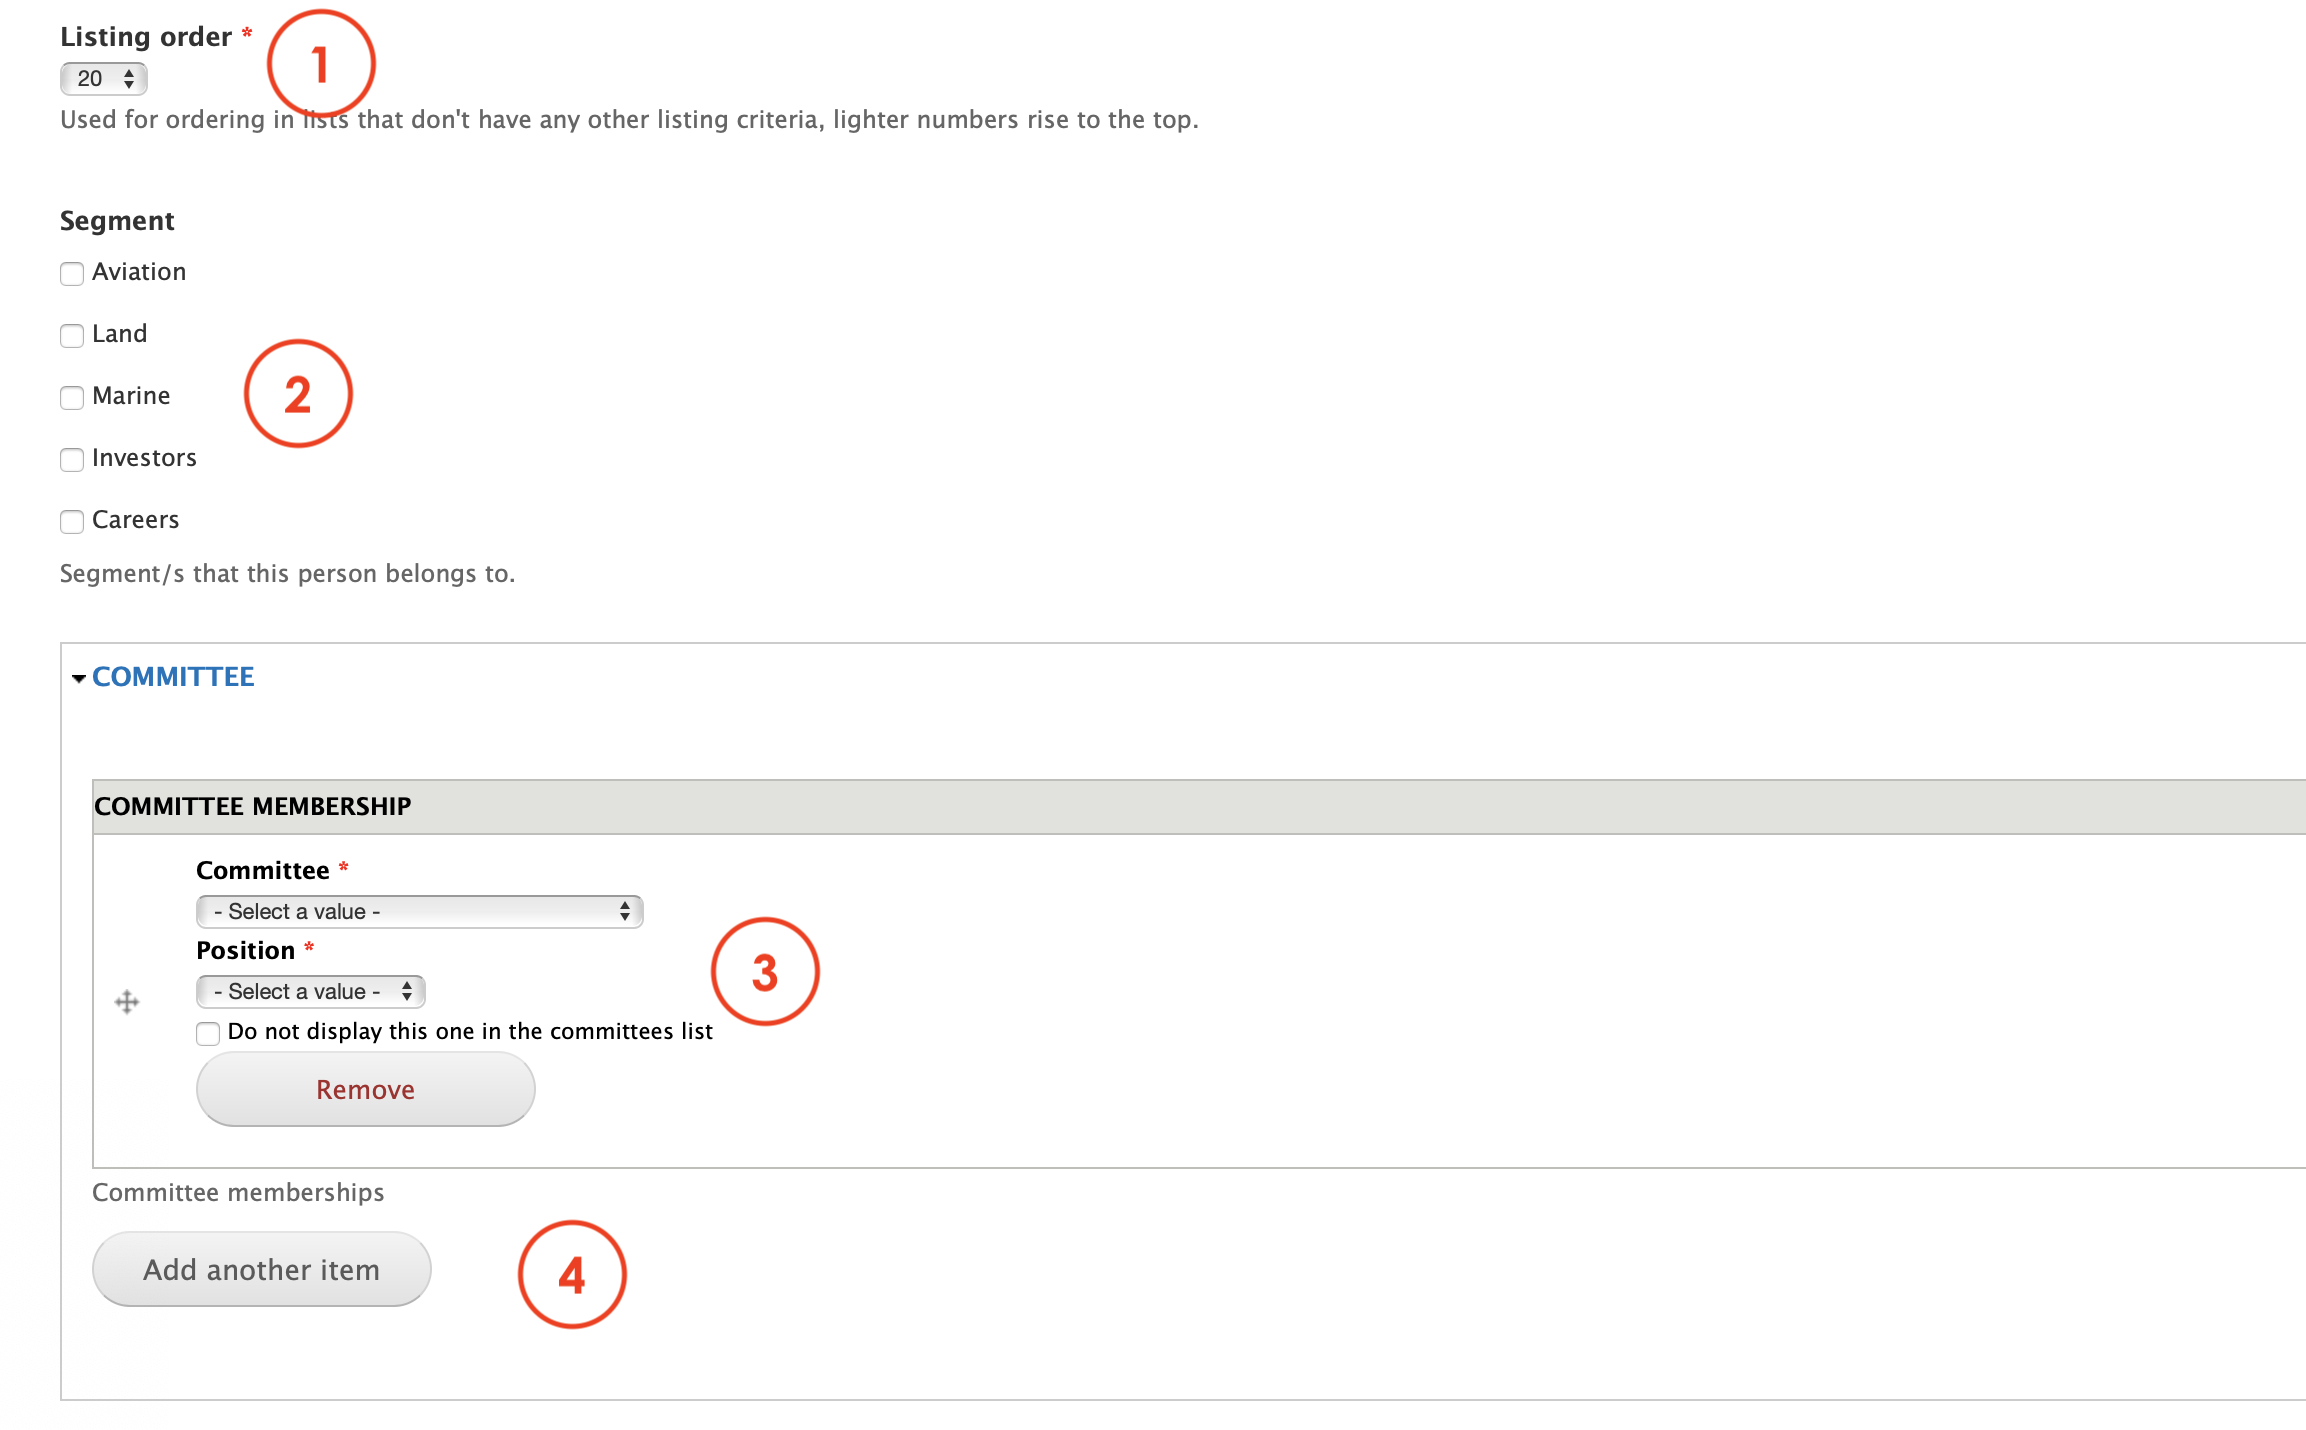 Listing order *
1
20
Used for ordering in lists that don't have any other listing criteria, lighter numbers rise to the top.
Segment
Aviation
Land
Marine
2
Investors
Careers
Segment/s that this person belongs to.
COMMITTEE
COMMITTEE MEMBERSHIP
Committee *
- Select a value -
Position *
3
- Select a value -
Do not display this one in the committees list
Remove
Committee memberships
Add another item
4